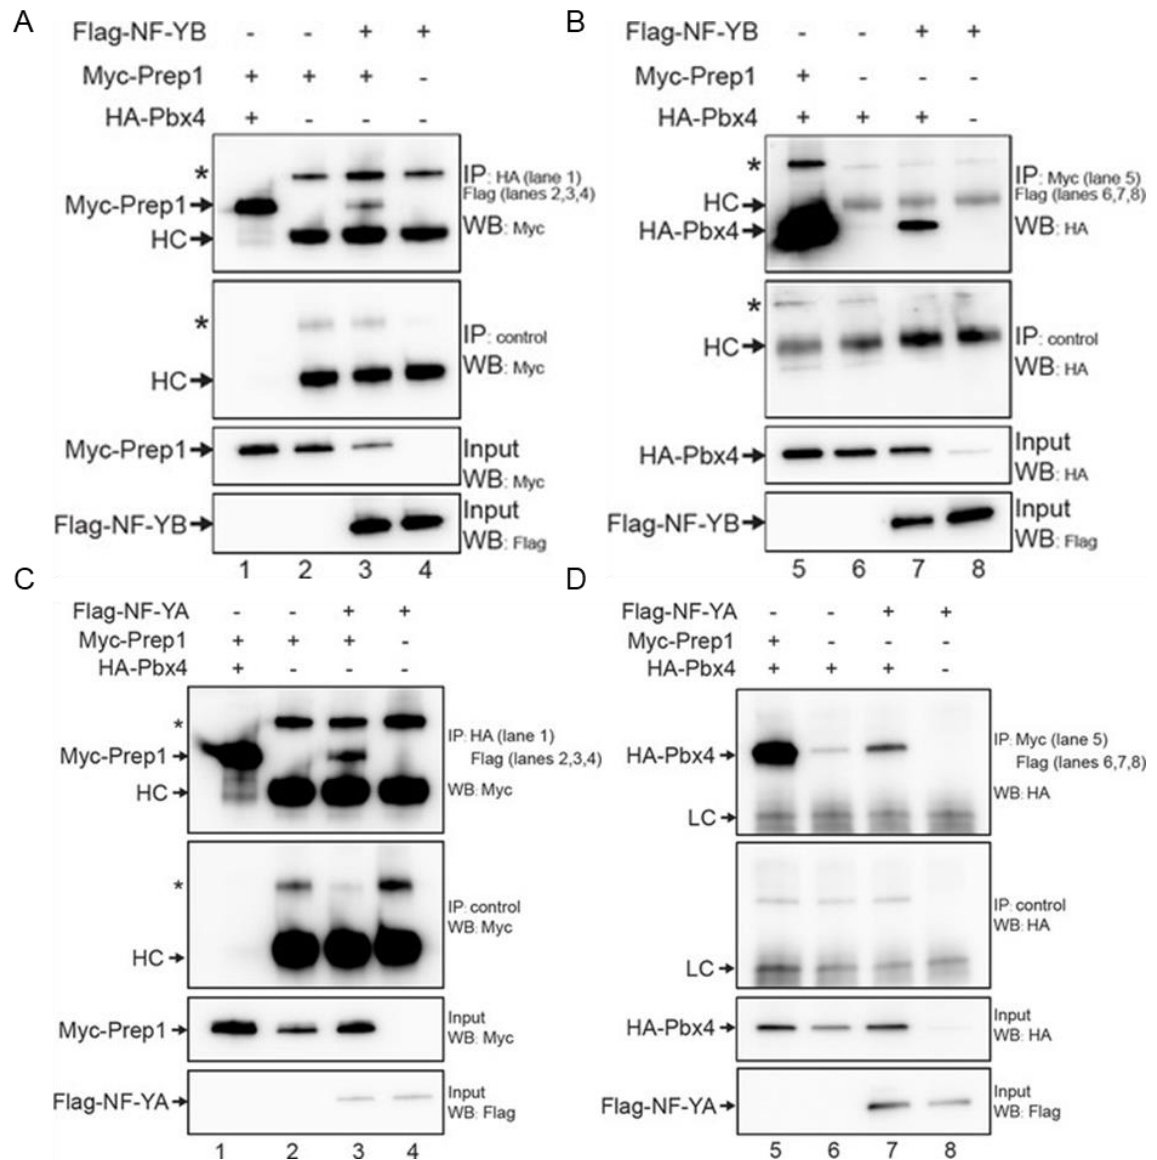 A
Flag-NF-YB - - + +
Myc-Prep1 + + + -
HA-Pbx4 + - - -
*
Myc-Prep1
HC
IP: HA (lane 1)
Flag (lanes 2,3,4)
WB: Myc
*
HC
IP: control
WB: Myc
Myc-Prep1
Input
WB: Myc
Flag-NF-YB
Input
WB: Flag
1 2 3 4
B
Flag-NF-YB - - + +
Myc-Prep1 + - - -
HA-Pbx4 + + + -
*
HC
HA-Pbx4
IP: Myc (lane 5)
Flag (lanes 6,7,8)
WB: HA
*
HC
IP: control
WB: HA
HA-Pbx4
Input
WB: HA
Flag-NF-YB
Input
WB: Flag
5 6 7 8
C
Flag-NF-YA - - + +
Myc-Prep1 + + + -
HA-Pbx4 + - - -
*
Myc-Prep1
HC
IP: HA (lane 1)
Flag (lanes 2,3,4)
WB: Myc
*
HC
IP: control
WB: Myc
Myc-Prep1
Input
WB: Myc
Flag-NF-YA
Input
WB: Flag
1 2 3 4
D
Flag-NF-YA - - + +
Myc-Prep1 + - - -
HA-Pbx4 + + + -
HA-Pbx4
LC
IP: Myc (lane 5)
Flag (lanes 6,7,8)
WB: HA
LC
IP: control
WB: HA
HA-Pbx4
Input
WB: HA
Flag-NF-YA
Input
WB: Flag
5 6 7 8